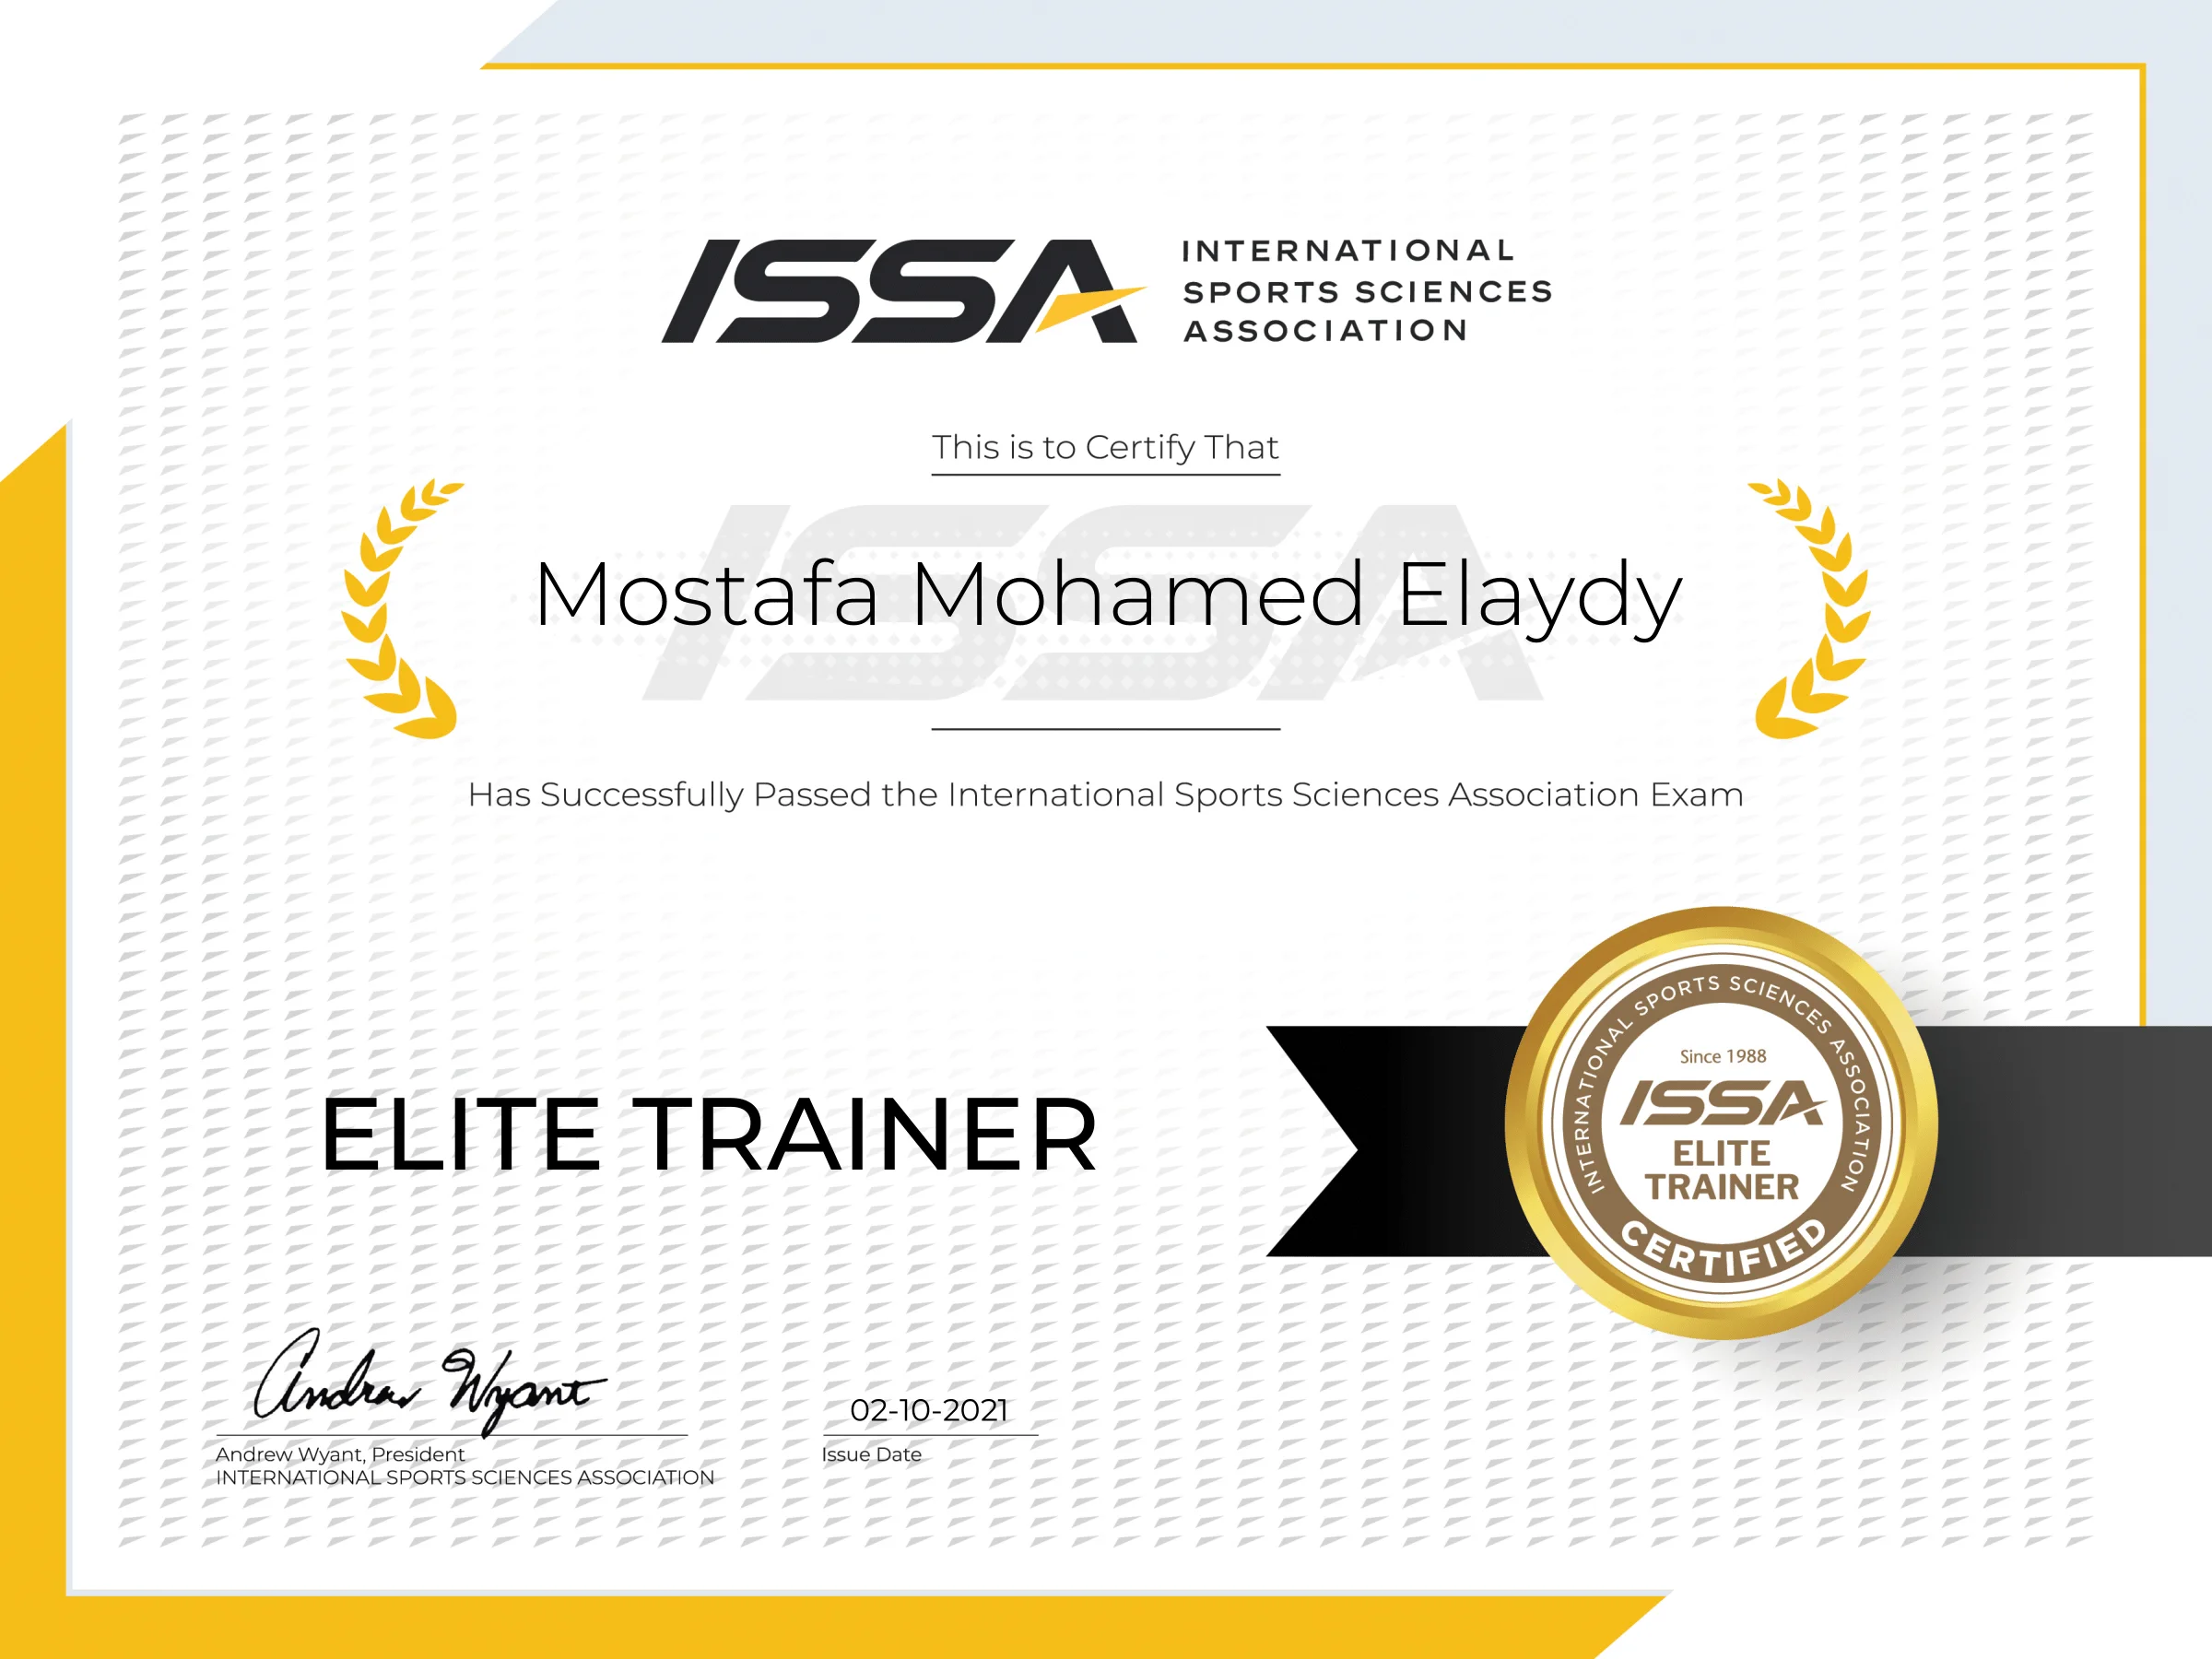 ISSA
INTERNATIONAL
SPORTS SCIENCES
ASSOCIATION
This is to Certify That
ISSA
Mostafa Mohamed Elaydy
Has Successfully Passed the International Sports Sciences Association Exam
ELITE TRAINER
INTERNATIONAL SPORTS SCIENCES ASSOCIATION
Since 1988
ISSA
ELITE
TRAINER
CERTIFIED
Andrew Wyant
02-10-2021
Andrew Wyant, President
Issue Date
INTERNATIONAL SPORTS SCIENCES ASSOCIATION